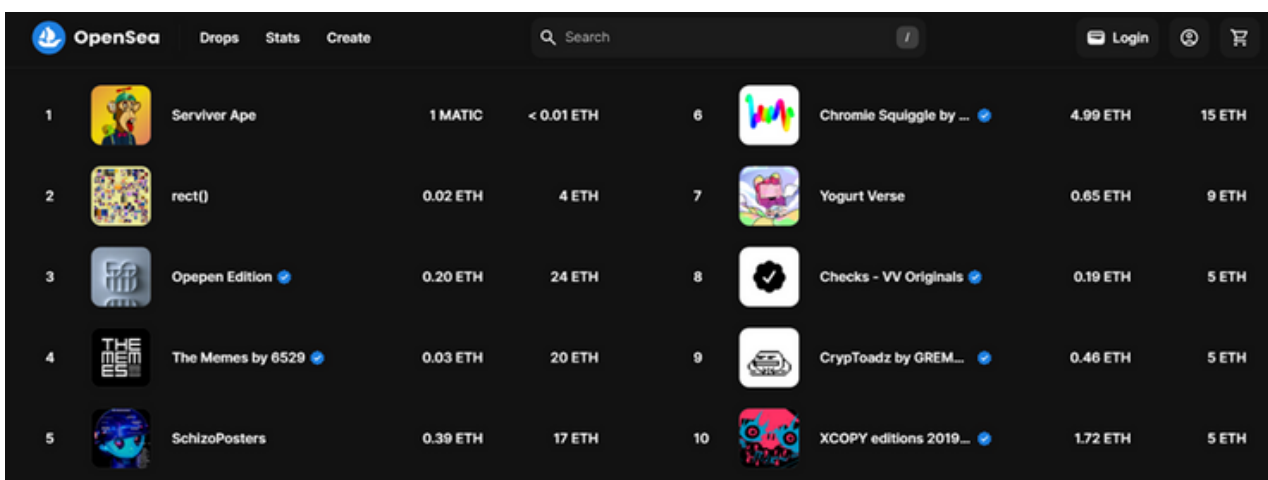 OpenSea Drops Stats Create Search / Login
1 Serviver Ape 1 MATIC < 0.01 ETH
2 rect() 0.02 ETH 4 ETH
3 Opepen Edition 0.20 ETH 24 ETH
4 THE MEMES The Memes by 6529 0.03 ETH 20 ETH
5 SchizoPosters 0.39 ETH 17 ETH
6 Chromie Squiggle by ... 4.99 ETH 15 ETH
7 Yogurt Verse 0.65 ETH 9 ETH
8 Checks - VV Originals 0.19 ETH 5 ETH
9 CrypToadz by GREM... 0.46 ETH 5 ETH
10 XCOPY editions 2019... 1.72 ETH 5 ETH